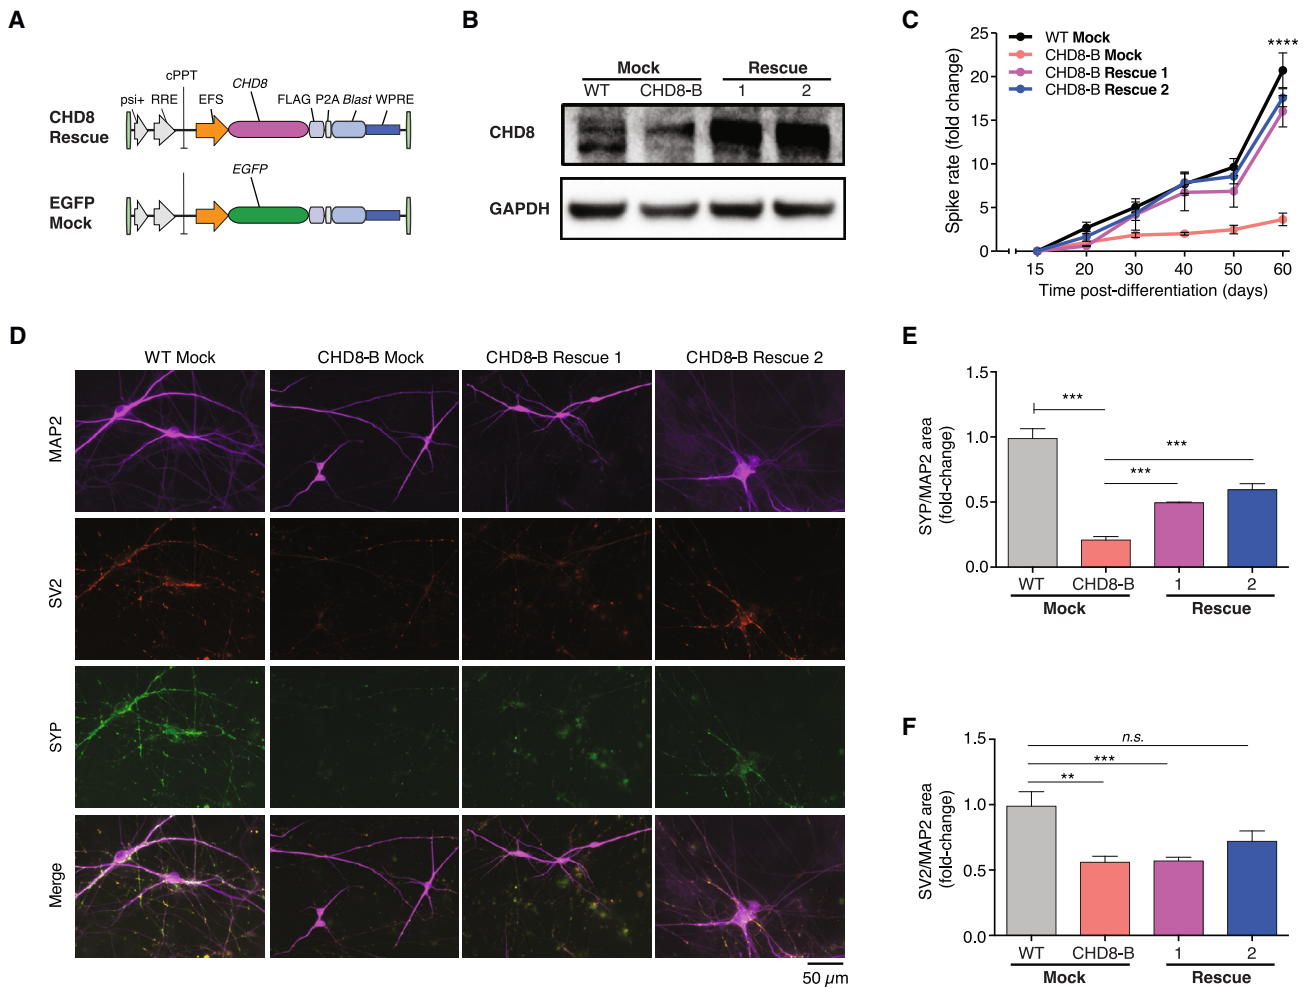 A
cPPT
CHD8
psi+ RRE EFS FLAG P2A Blast WPRE
CHD8
Rescue
EGFP
EGFP
Mock
B
Mock Rescue
WT CHD8-B 1 2
CHD8
GAPDH
C
WT Mock
CHD8-B Mock
CHD8-B Rescue 1
CHD8-B Rescue 2
****
Spike rate (fold change)
25
20
15
10
5
0
15 20 30 40 50 60
Time post-differentiation (days)
D
WT Mock CHD8-B Mock CHD8-B Rescue 1 CHD8-B Rescue 2
MAP2
SV2
SYP
Merge
50 µm
E
SYP/MAP2 area
(fold-change)
1.5
1.0
0.5
0.0
***
***
***
WT CHD8-B 1 2
Mock Rescue
F
SV2/MAP2 area
(fold-change)
1.5
1.0
0.5
0.0
n.s.
***
**
WT CHD8-B 1 2
Mock Rescue